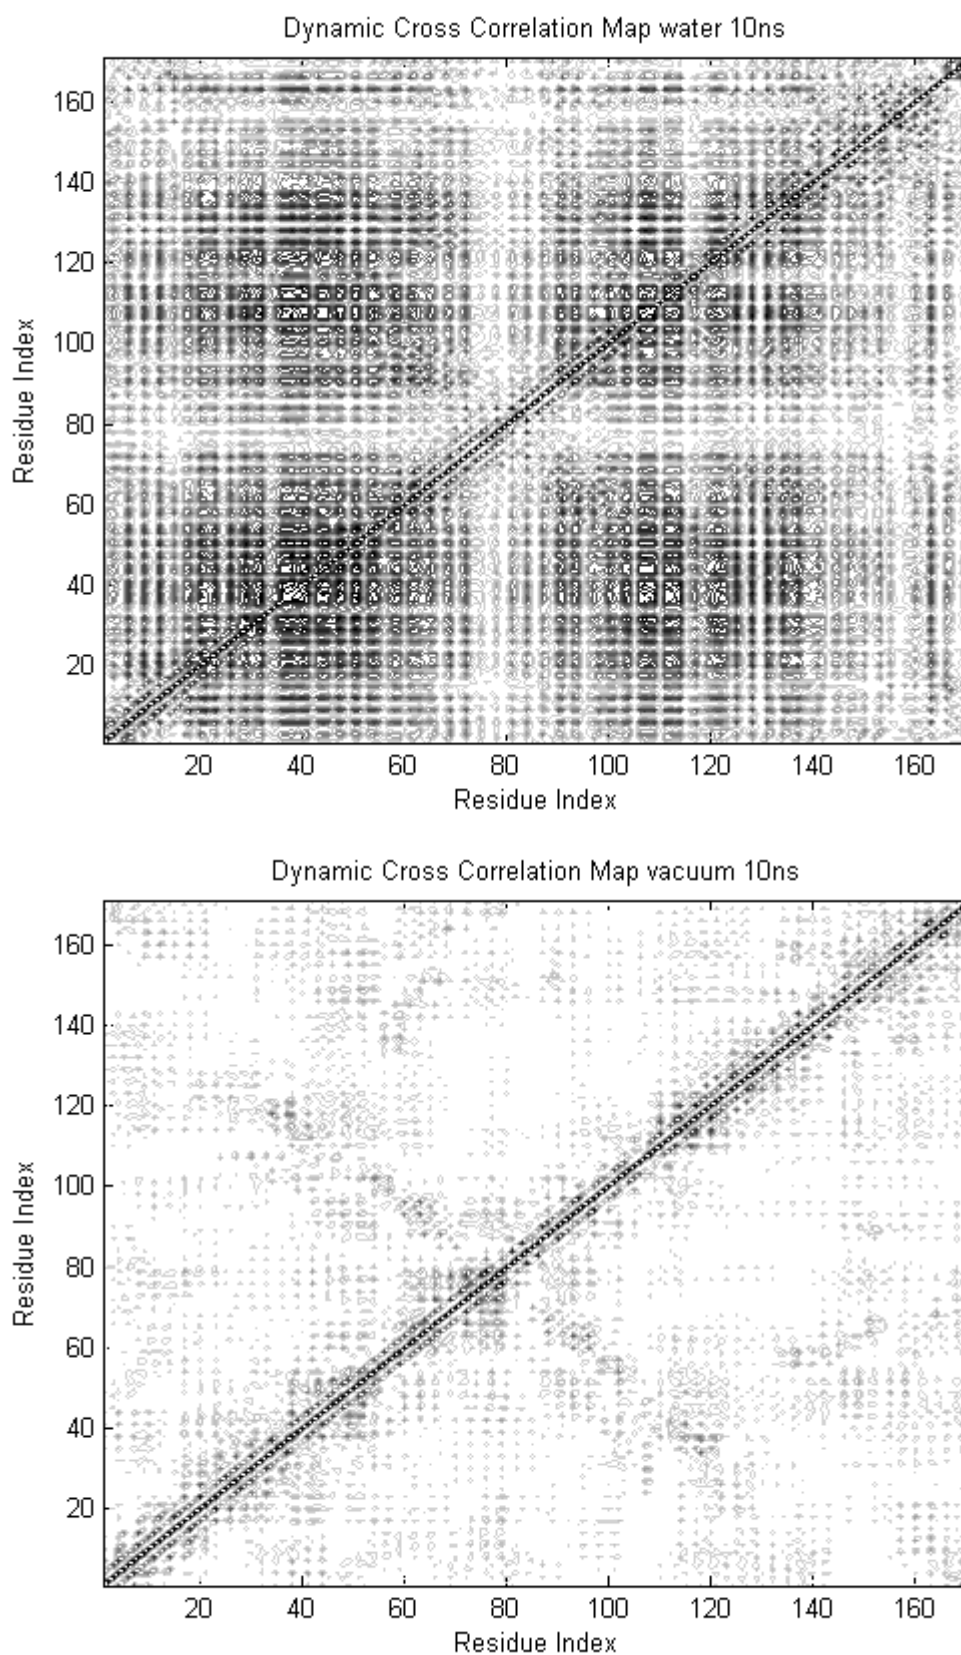 Dynamic Cross Correlation Map water 10ns
160
140
120
100
80
60
40
20
Residue Index
20 40 60 80 100 120 140 160
Residue Index
Dynamic Cross Correlation Map vacuum 10ns
160
140
120
100
80
60
40
20
Residue Index
20 40 60 80 100 120 140 160
Residue Index